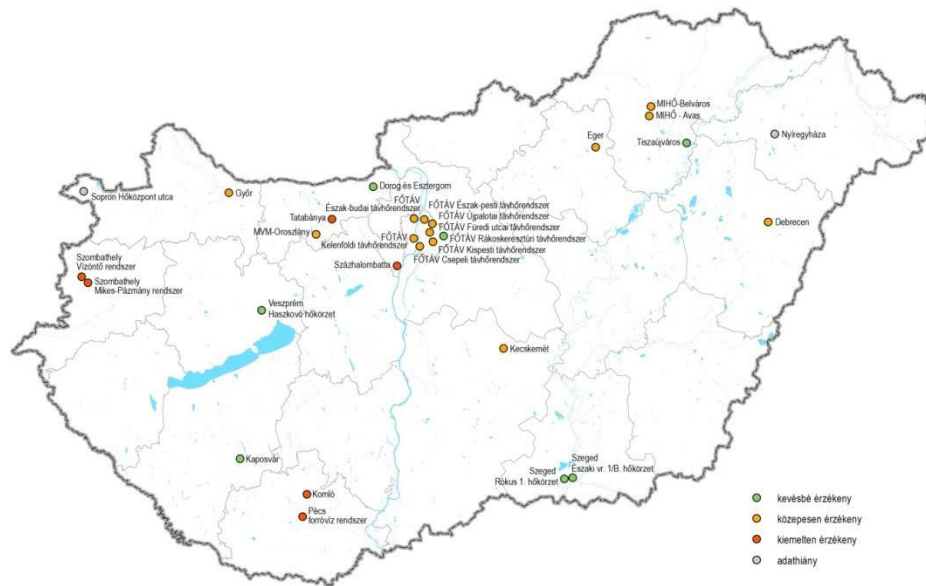 MIHŐ-Belváros
MIHŐ - Avas
Eger
Tiszaújváros
Nyíregyháza
Dorog és Esztergom
Sopron Hőközpont utca
Győr
FŐTÁV
Észak-budai távhőrendszer
FŐTÁV Észak-pesti távhőrendszer
FŐTÁV Újpalotai távhőrendszer
FŐTÁV Füredi utcai távhőrendszer
FŐTÁV Rákoskeresztúri távhőrendszer
FŐTÁV Kispesti távhőrendszer
FŐTÁV Csepeli távhőrendszer
Tatabánya
MVM-Oroszlány
FŐTÁV
Kelenföldi távhőrendszer
Debrecen
Százhalombatta
Szombathely
Vízöntő rendszer
Szombathely
Mikes-Pázmány rendszer
Veszprém
Haszkovó hőkörzet
Kecskemét
Kaposvár
Szeged
Északi vr. 1/B. hőkörzet
Szeged
Rókus 1. hőkörzet
Komló
Pécs
forróvíz rendszer
kevésbé érzékeny
közepesen érzékeny
kiemelten érzékeny
adathiány